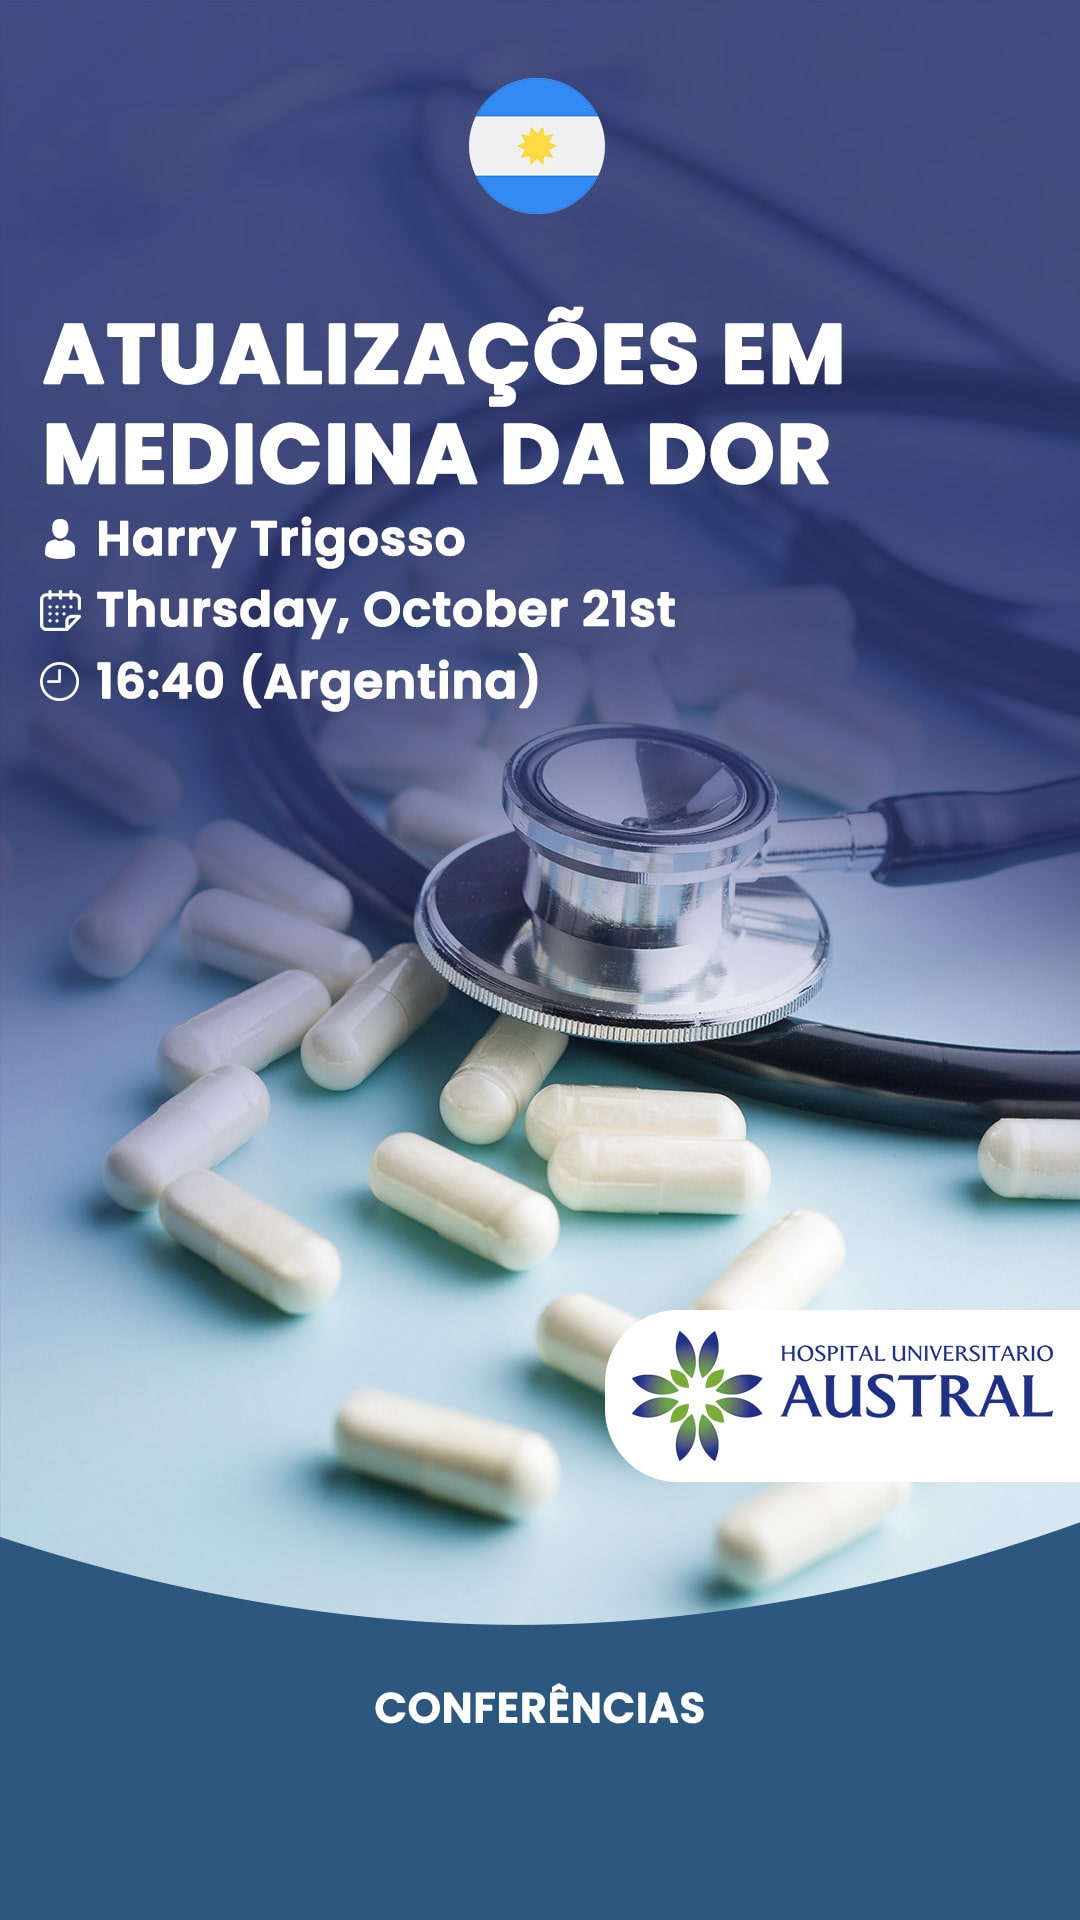 ATUALIZAÇÕES EM
MEDICINA DA DOR
Harry Trigosso
Thursday, October 21st
16:40 (Argentina)
HOSPITAL UNIVERSITARIO
AUSTRAL
CONFERÊNCIAS